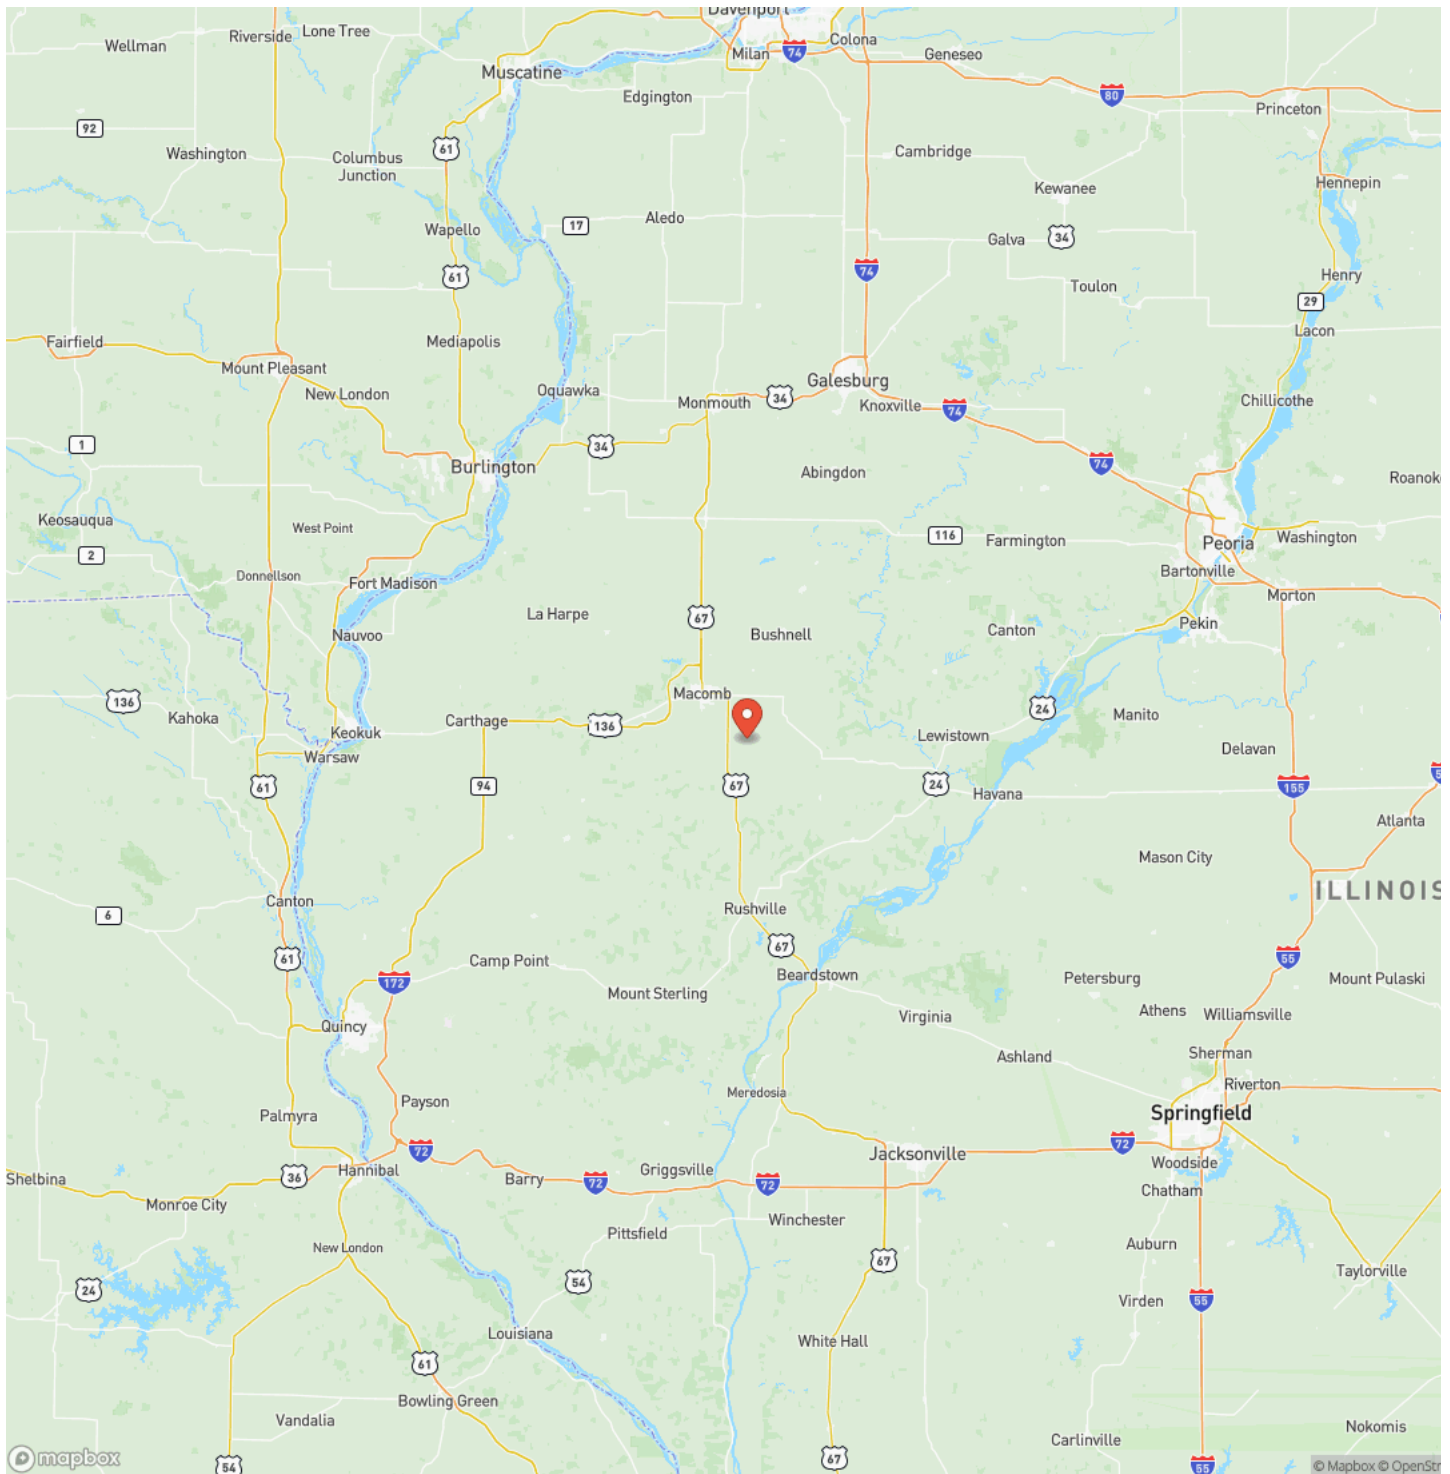 Davenport
Wellman
Riverside
Lone Tree
Milan
74
Colona
Geneseo
Muscatine
Edgington
80
Princeton
92
Washington
61
Columbus
Junction
Cambridge
Kewanee
Hennepin
Wapello
17
Aledo
Galva
34
61
74
Toulon
Henry
29
Lacon
Fairfield
Mediapolis
Mount Pleasant
New London
Oquawka
Monmouth
34
Galesburg
Knoxville
74
Chillicothe
1
34
Burlington
Abingdon
74
Roanok
Keosauqua
West Point
116
Farmington
Peoria
Washington
2
Donnellson
Fort Madison
Bartonville
Morton
La Harpe
67
Bushnell
Canton
Pekin
Nauvoo
136
Kahoka
Keokuk
Carthage
136
Macomb
24
Manito
Lewistown
Warsaw
Delavan
61
94
67
24
Havana
155
5
Atlanta
Mason City
ILLINOIS
6
Canton
Rushville
61
67
Camp Point
172
Mount Sterling
Beardstown
Petersburg
55
Mount Pulaski
Quincy
Virginia
Athens
Williamsville
Ashland
Sherman
Riverton
Meredosia
Palmyra
Payson
Springfield
72
72
Jacksonville
Woodside
Shelbina
36
Hannibal
Barry
72
Griggsville
72
Chatham
Monroe City
Winchester
New London
Pittsfield
67
Auburn
24
54
Taylorville
55
Virden
Louisiana
White Hall
61
Bowling Green
Vandalia
Nokomis
Carlinville
mapbox
54
67
55
© Mapbox © OpenStr